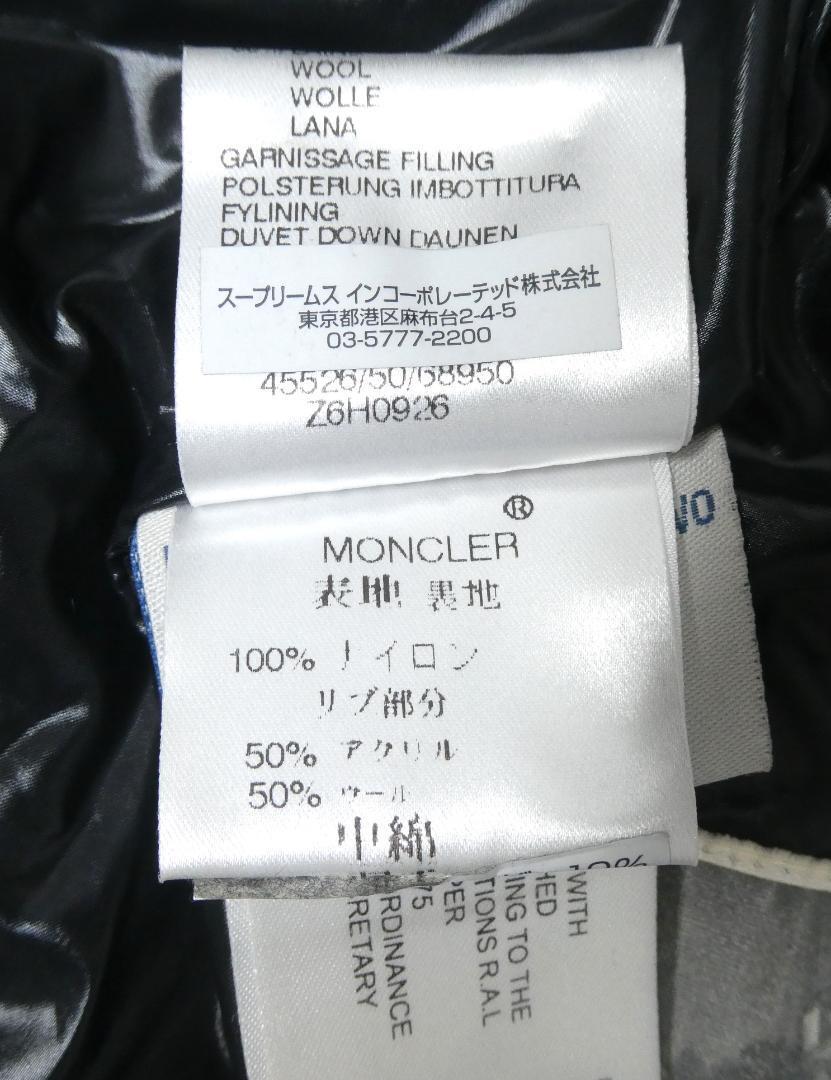 WOOL
WOLLE
LANA
GARNISSAGE FILLING
POLSTERUNG IMBOTTITURA
FYLINING
DUVET DOWN DAUNEN
スープリームス インコーポレーテッド株式会社
東京都港区麻布台2-4-5
03-5777-2200
45526/50/68950
Z6H0926
NO
®
MONCLER
表地 裏地
100% ナイロン
リブ部分
50% アクリル
50% ウール
中綿
WITH
HED
ING TO THE
TIONS R.A.L
PER
75
RDINANCE
RETARY